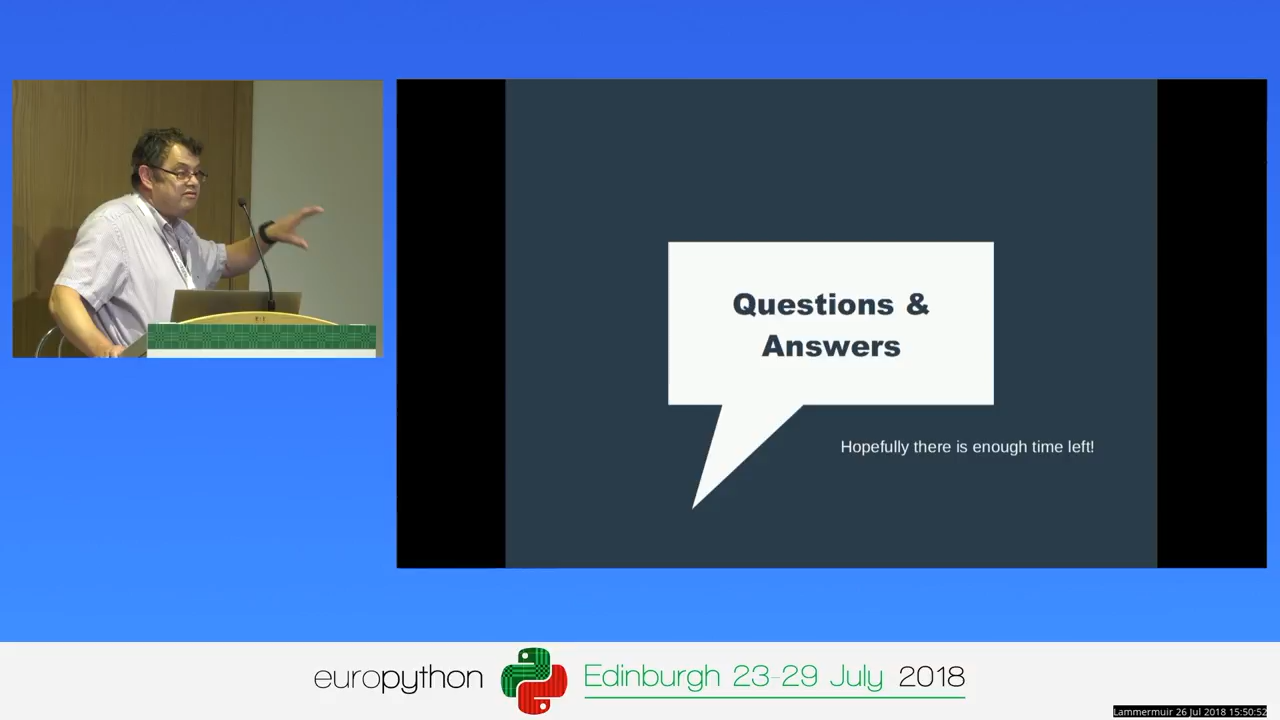 Questions &
Answers
Hopefully there is enough time left!
europython
Edinburgh 23-29 July 2018
Lammermuir 26 Jul 2018 15:50:52